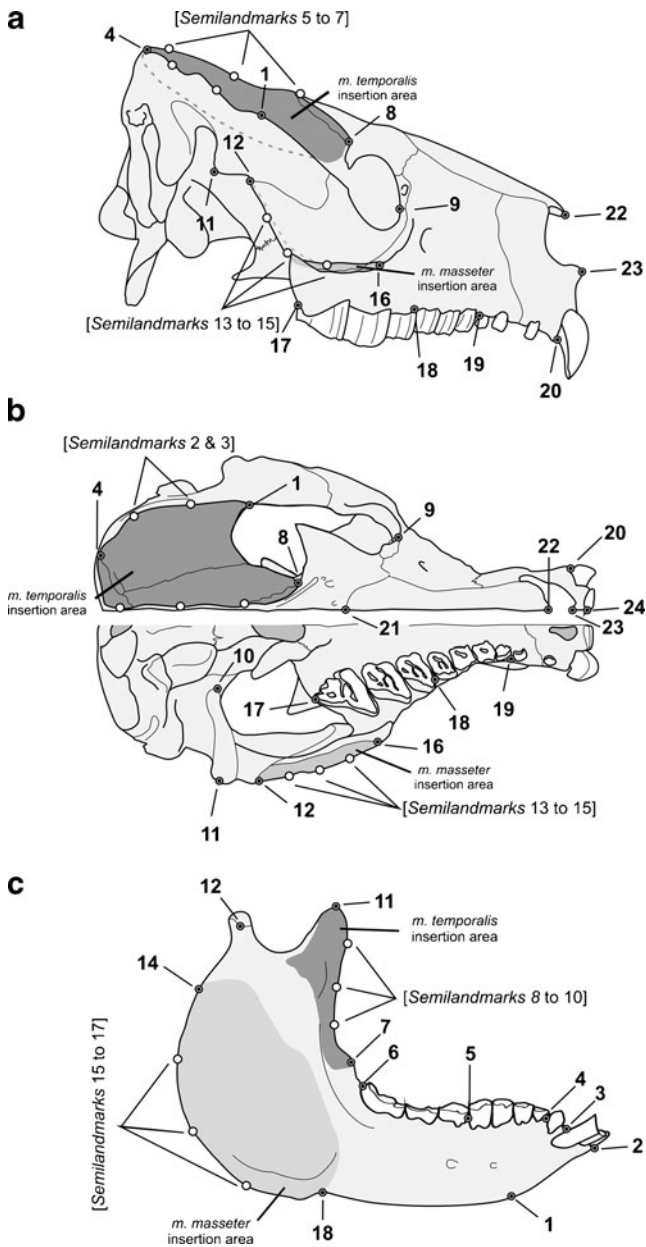 a
[Semilandmarks 5 to 7]
4
1
m. temporalis
insertion area
8
12
11
9
22
23
m. masseter
insertion area
16
[Semilandmarks 13 to 15]
17
18
19
20
b
[Semilandmarks 2 & 3]
4
1
9
8
20
22
m. temporalis
insertion area
21
23
24
10
17
18
19
16
m. masseter
insertion area
12
[Semilandmarks 13 to 15]
11
c
12
11
m. temporalis
insertion area
14
[Semilandmarks 8 to 10]
7
6
5
4
3
2
[Semilandmarks 15 to 17]
m. masseter
insertion area
18
1